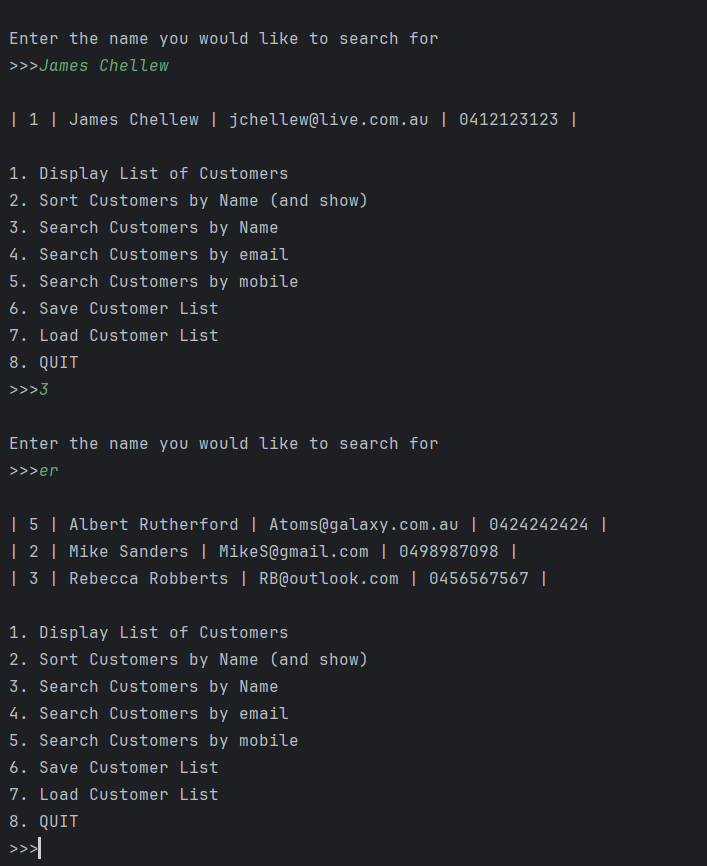 Enter the name you would like to search for
>>>James Chellew
| 1 | James Chellew | jchellew@live.com.au | 0412123123 |
1. Display List of Customers
2. Sort Customers by Name (and show)
3. Search Customers by Name
4. Search Customers by email
5. Search Customers by mobile
6. Save Customer List
7. Load Customer List
8. QUIT
>>>3
Enter the name you would like to search for
>>>er
| 5 | Albert Rutherford | Atoms@galaxy.com.au | 0424242424 |
| 2 | Mike Sanders | MikeS@gmail.com | 0498987098 |
| 3 | Rebecca Robberts | RB@outlook.com | 0456567567 |
1. Display List of Customers
2. Sort Customers by Name (and show)
3. Search Customers by Name
4. Search Customers by email
5. Search Customers by mobile
6. Save Customer List
7. Load Customer List
8. QUIT
>>>